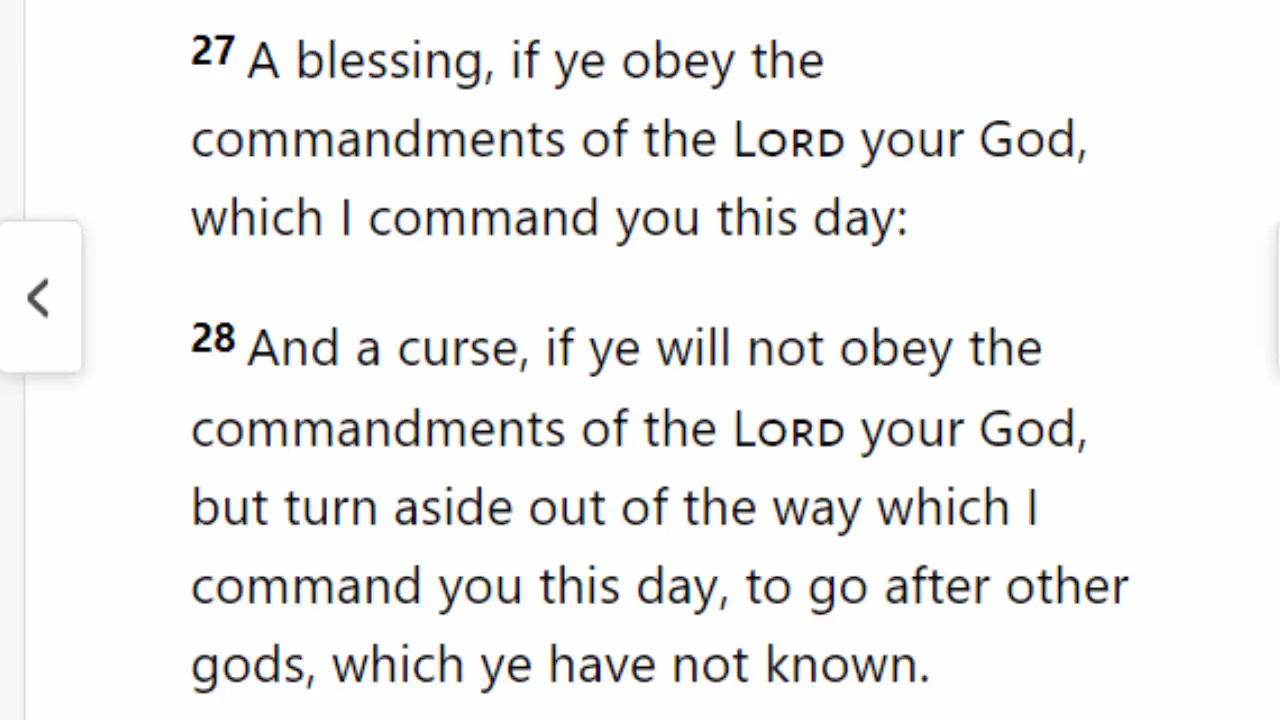 27 A blessing, if ye obey the
commandments of the LORD your God,
which I command you this day:
28 And a curse, if ye will not obey the
commandments of the LORD your God,
but turn aside out of the way which I
command you this day, to go after other
gods, which ye have not known.